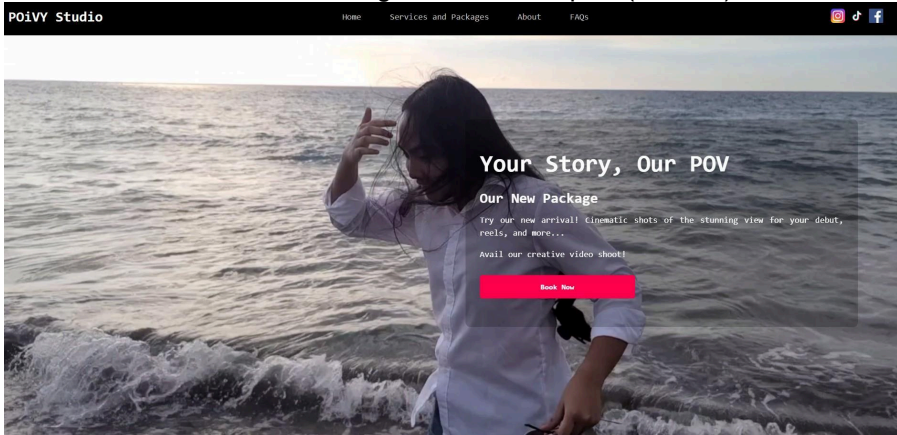 POiVY Studio
Home Services and Packages About FAQs
Your Story, Our POV
Our New Package
Try our new arrival! Cinematic shots of the stunning view for your debut,
reels, and more...
Avail our creative video shoot!
Book Now